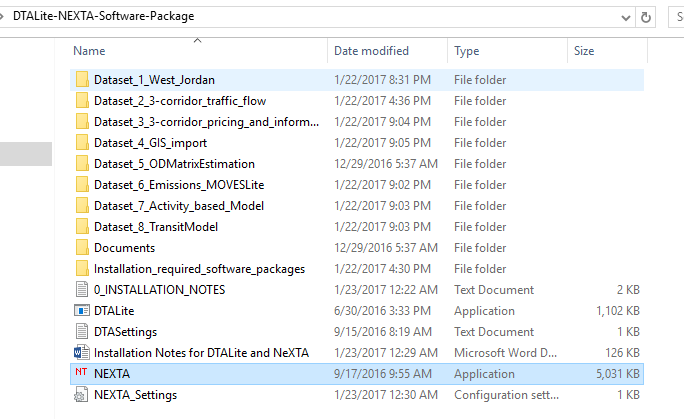 DTALite-NEXTA-Software-Package
Name Date modified Type Size
Dataset_1_West_Jordan 1/22/2017 8:31 PM File folder
Dataset_2_3-corridor_traffic_flow 1/22/2017 4:36 PM File folder
Dataset_3_3-corridor_pricing_and_inform... 1/22/2017 9:04 PM File folder
Dataset_4_GIS_import 1/22/2017 9:05 PM File folder
Dataset_5_ODMatrixEstimation 12/29/2016 5:37 AM File folder
Dataset_6_Emissions_MOVESLite 1/22/2017 9:02 PM File folder
Dataset_7_Activity_based_Model 1/22/2017 9:03 PM File folder
Dataset_8_TransitModel 1/22/2017 9:03 PM File folder
Documents 12/29/2016 5:37 AM File folder
Installation_required_software_packages 1/22/2017 4:30 PM File folder
0_INSTALLATION_NOTES 1/23/2017 12:22 AM Text Document 2 KB
DTALite 6/30/2016 3:33 PM Application 1,102 KB
DTASettings 9/15/2016 8:19 AM Text Document 1 KB
Installation Notes for DTALite and NeXTA 1/23/2017 12:29 AM Microsoft Word D... 126 KB
NT NEXTA 9/17/2016 9:55 AM Application 5,031 KB
NEXTA_Settings 1/23/2017 12:30 AM Configuration sett... 1 KB